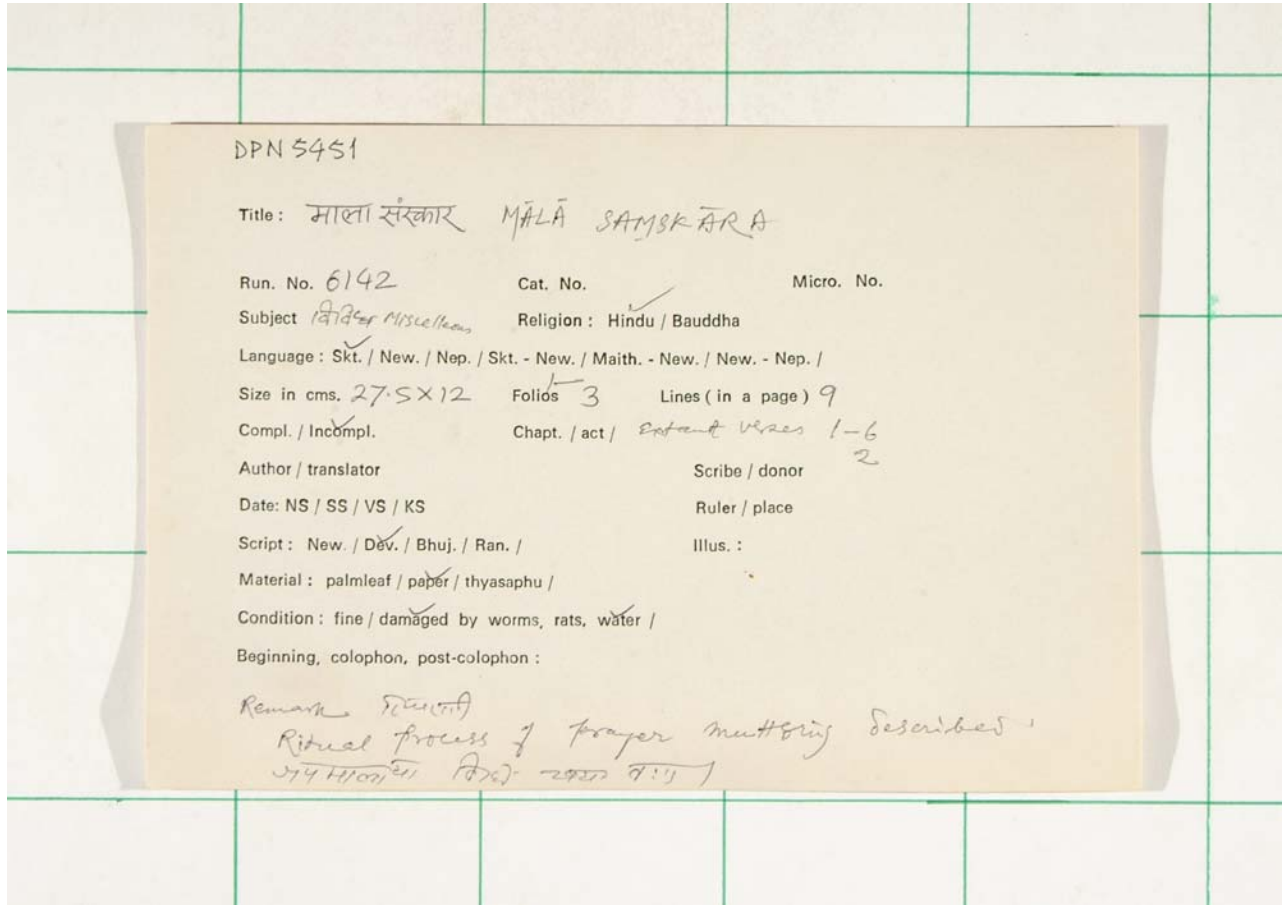 DPN 5451
Title : माला संस्कार MĀLĀ SAMSKĀRA
Run. No. 6142 Cat. No. Micro. No.
Subject विविध Miscellaneous Religion : Hindu / Bauddha
Language : Skt. / New. / Nep. / Skt. - New. / Maith. - New. / New. - Nep. /
Size in cms. 27.5 X 12 Folios 3 Lines ( in a page ) 9
Compl. / Incompl. Chapt. / act / Extant verses 1-6
2
Author / translator Scribe / donor
Date: NS / SS / VS / KS Ruler / place
Script : New. / Dev. / Bhuj. / Ran. / Illus. :
Material : palmleaf / paper / thyasaphu /
Condition : fine / damaged by worms, rats, water /
Beginning, colophon, post-colophon :
Remark
Ritual process of prayer muttering described.